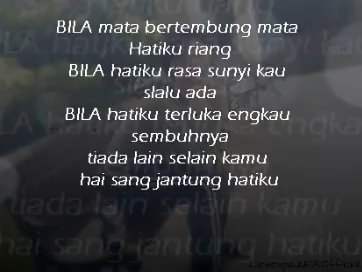 BILA mata bertembung mata
Hatiku riang
BILA hatiku rasa sunyi kau
slalu ada
BILA hatiku terluka engkau
sembuhnya
tiada lain selain kamu
hai sang jantung hatiku